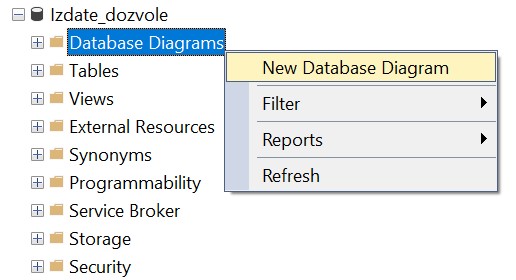 Izdate_dozvole
Database Diagrams
New Database Diagram
Tables
Views
Filter
External Resources
Reports
Synonyms
Programmability
Refresh
Service Broker
Storage
Security